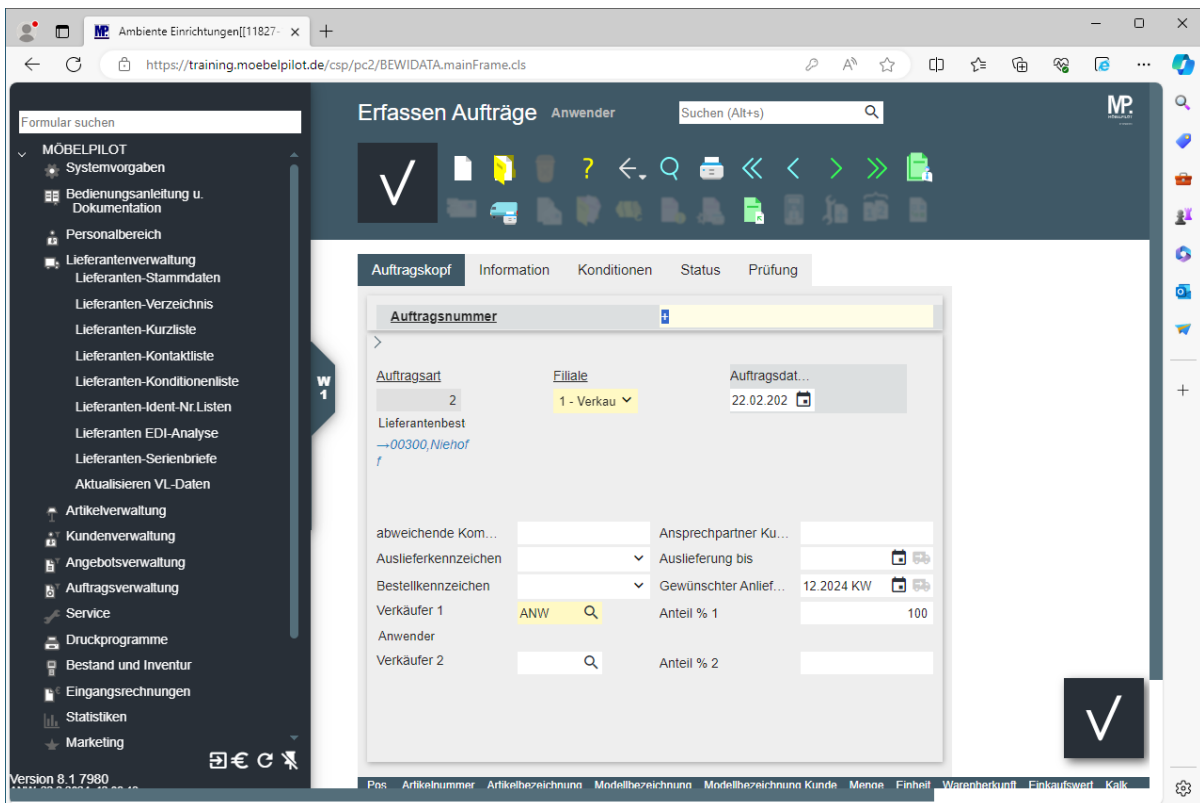 Ambiente Einrichtungen[[11827-
https://training.moebelpilot.de/csp/pc2/BEWIDATA.mainFrame.cls
Formular suchen
MÖBELPILOT
Systemvorgaben
Bedienungsanleitung u.
Dokumentation
Personalbereich
Lieferantenverwaltung
Lieferanten-Stammdaten
Lieferanten-Verzeichnis
Lieferanten-Kurzliste
Lieferanten-Kontaktliste
Lieferanten-Konditionenliste
Lieferanten-Ident-Nr.Listen
Lieferanten EDI-Analyse
Lieferanten-Serienbriefe
Aktualisieren VL-Daten
Artikelverwaltung
Kundenverwaltung
Angebotsverwaltung
Auftragsverwaltung
Service
Druckprogramme
Bestand und Inventur
Eingangsrechnungen
Statistiken
Marketing
Version 8.1 7980
W
1
Erfassen Aufträge Anwender Suchen (Alt+s)
MP.
Auftragskopf Information Konditionen Status Prüfung
Auftragsnummer +
Auftragsart Filiale Auftragsdat...
2 1 - Verkau 22.02.202
Lieferantenbest
→00300,Niehof
f
abweichende Kom... Ansprechpartner Ku...
Auslieferkennzeichen Auslieferung bis
Bestellkennzeichen Gewünschter Anlief... 12.2024 KW
Verkäufer 1 ANW Anteil % 1 100
Anwender
Verkäufer 2 Anteil % 2
Pos Artikelnummer Artikelbezeichnung Modellbezeichnung Modellbezeichnung Kunde Menge Einheit Warenherkunft Einkaufswert Kalk